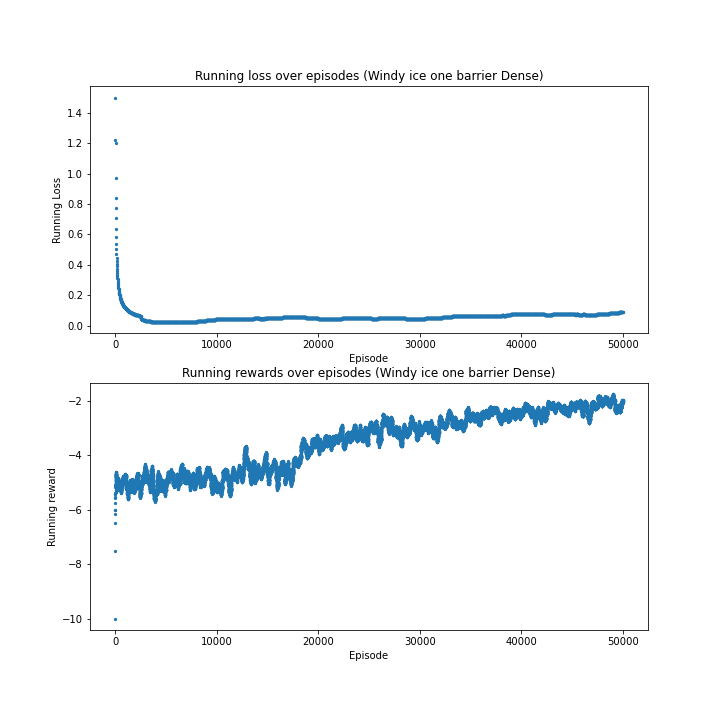 Running loss over episodes (Windy ice one barrier Dense)
1.4
1.2
1.0
0.8
0.6
0.4
0.2
0.0
Running Loss
0 10000 20000 30000 40000 50000
Episode
Running rewards over episodes (Windy ice one barrier Dense)
−2
−4
−6
−8
−10
Running reward
0 10000 20000 30000 40000 50000
Episode